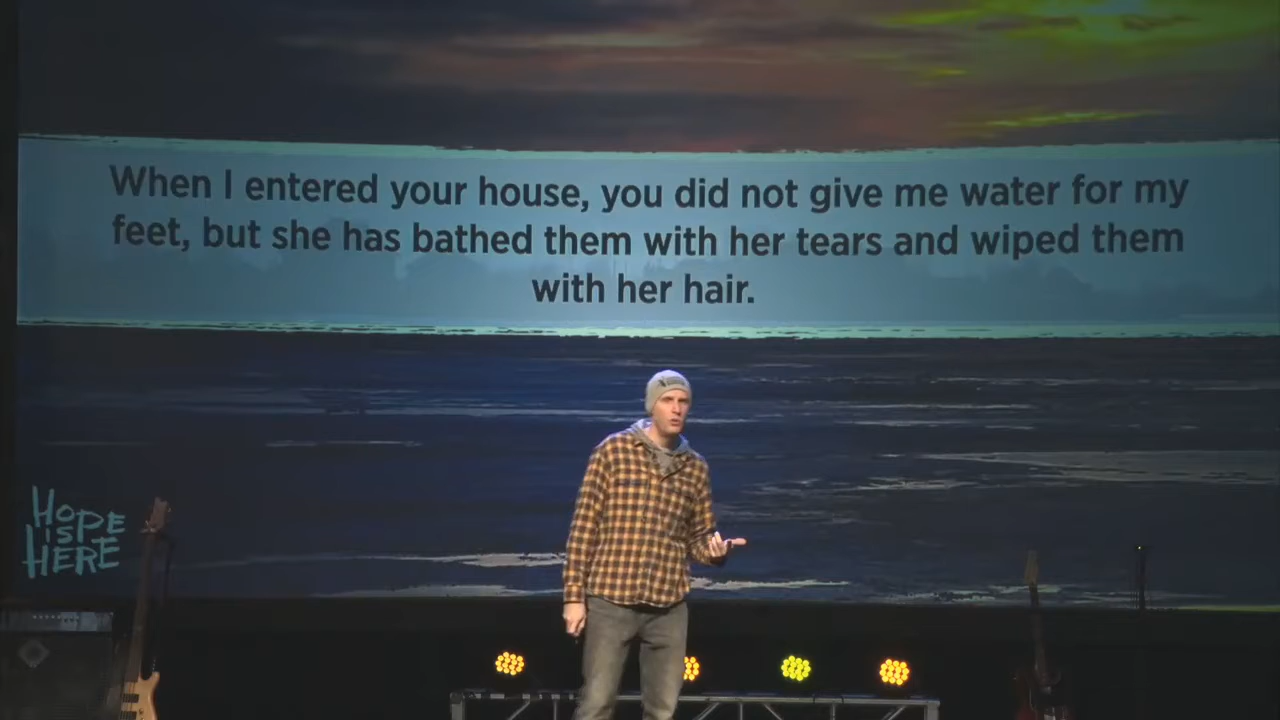 When I entered your house, you did not give me water for my
feet, but she has bathed them with her tears and wiped them
with her hair.
HOPE
IS
HERE